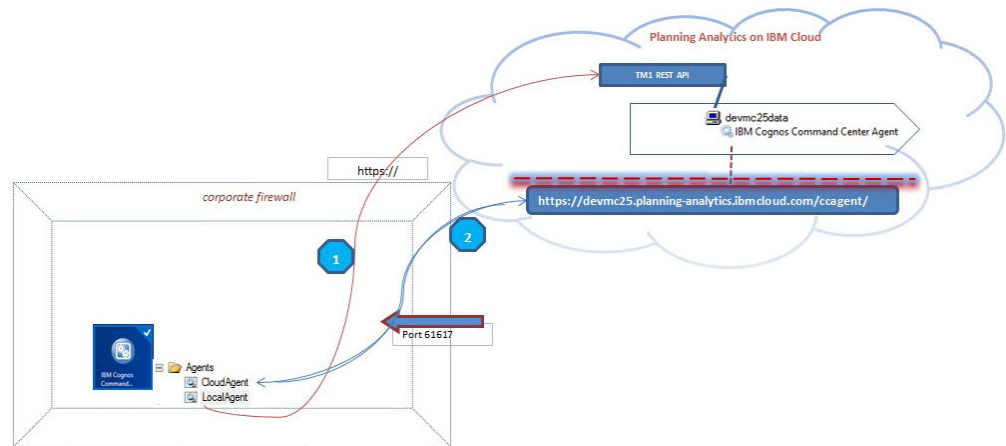 Planning Analytics on IBM Cloud
TM1 REST API
devmc25data
IBM Cognos Command Center Agent
https://
corporate firewall
https://devmc25.planning-analytics.ibmcloud.com/ccagent/
2
1
Port 61617
IBM Cognos
Command...
Agents
CloudAgent
LocalAgent